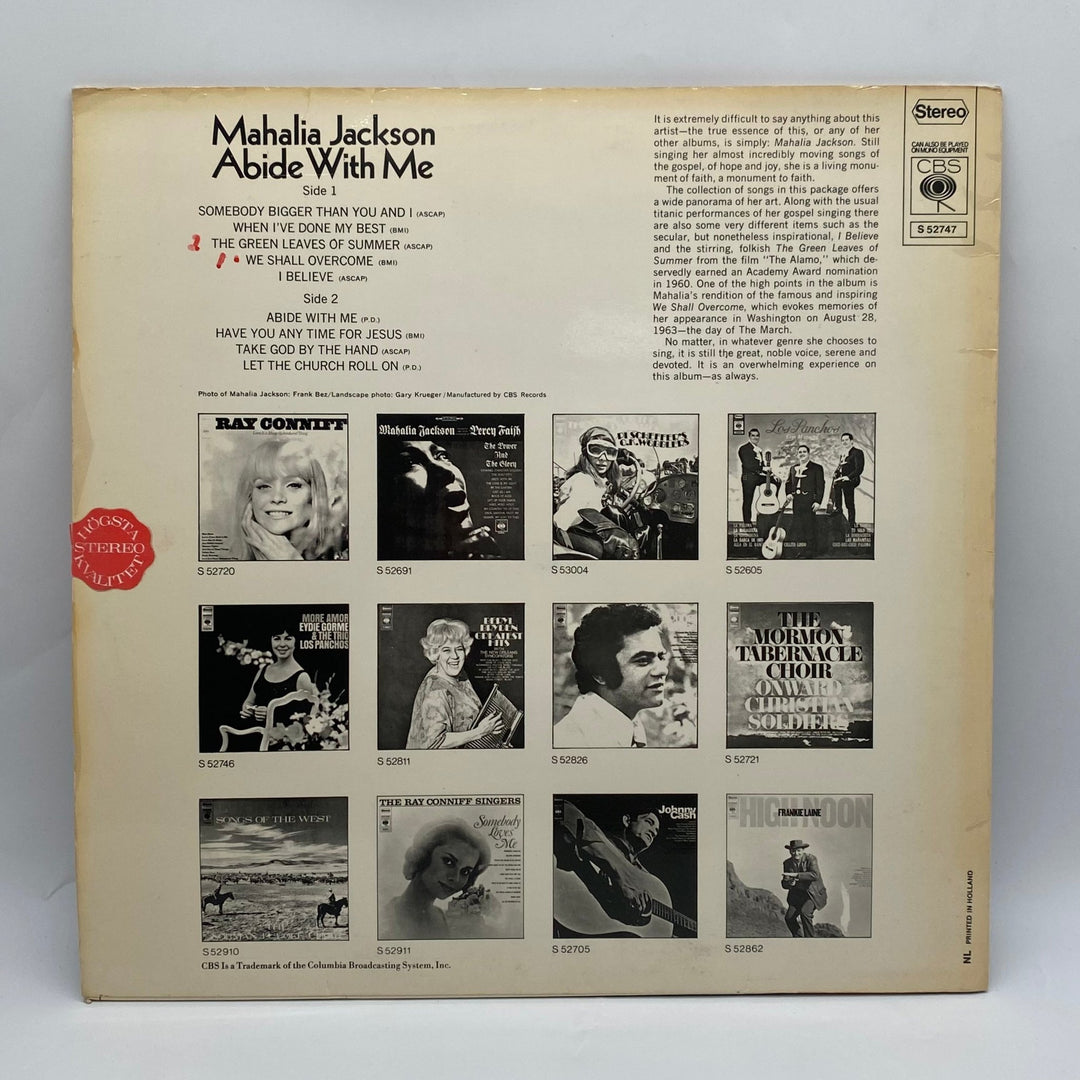 Mahalia Jackson
Abide With Me
Side 1
SOMEBODY BIGGER THAN YOU AND I (ASCAP)
WHEN I'VE DONE MY BEST (BMI)
2 THE GREEN LEAVES OF SUMMER (ASCAP)
WE SHALL OVERCOME (BMI)
I BELIEVE (ASCAP)
Side 2
ABIDE WITH ME (P.D.)
HAVE YOU ANY TIME FOR JESUS (BMI)
TAKE GOD BY THE HAND (ASCAP)
LET THE CHURCH ROLL ON (P.D.)
Photo of Mahalia Jackson: Frank Bez/Landscape photo: Gary Krueger/Manufactured by CBS Records
It is extremely difficult to say anything about this
artist—the true essence of this, or any of her
other albums, is simply: Mahalia Jackson. Still
singing her almost incredibly moving songs of
the gospel, of hope and joy, she is a living monu-
ment of faith, a monument to faith.
The collection of songs in this package offers
a wide panorama of her art. Along with the usual
titanic performances of her gospel singing there
are also some very different items such as the
secular, but nonetheless inspirational, I Believe
and the stirring, folkish The Green Leaves of
Summer from the film "The Alamo," which de-
servedly earned an Academy Award nomination
in 1960. One of the high points in the album is
Mahalia's rendition of the famous and inspiring
We Shall Overcome, which evokes memories of
her appearance in Washington on August 28,
1963—the day of The March.
No matter, in whatever genre she chooses to
sing, it is still the great, noble voice, serene and
devoted. It is an overwhelming experience on
this album—as always.
Stereo
CAN ALSO BE PLAYED
ON MONO EQUIPMENT
CBS
S 52747
RAY CONNIFF
S 52720
Mahalia Jackson Percy Faith
The Power
And
The Glory
S 52691
S 53004
Los Panchos
S 52605
HÖGSTA
STEREO
KVALITET
MORE AMOR
EYDIE GORME
& THE TRIO
LOS PANCHOS
S 52746
BERYL
BRYDEN
GREATEST
HITS
S 52811
S 52826
THE
MORMON
TABERNACLE
CHOIR
ONWARD
CHRISTIAN
SOLDIERS
S 52721
SONGS OF THE WEST
S 52910
THE RAY CONNIFF SINGERS
Somebody
Loves
Me
S 52911
Johnny
Cash
S 52705
HIGH NOON
FRANKIE LAINE
S 52862
CBS Is a Trademark of the Columbia Broadcasting System, Inc.
NL PRINTED IN HOLLAND